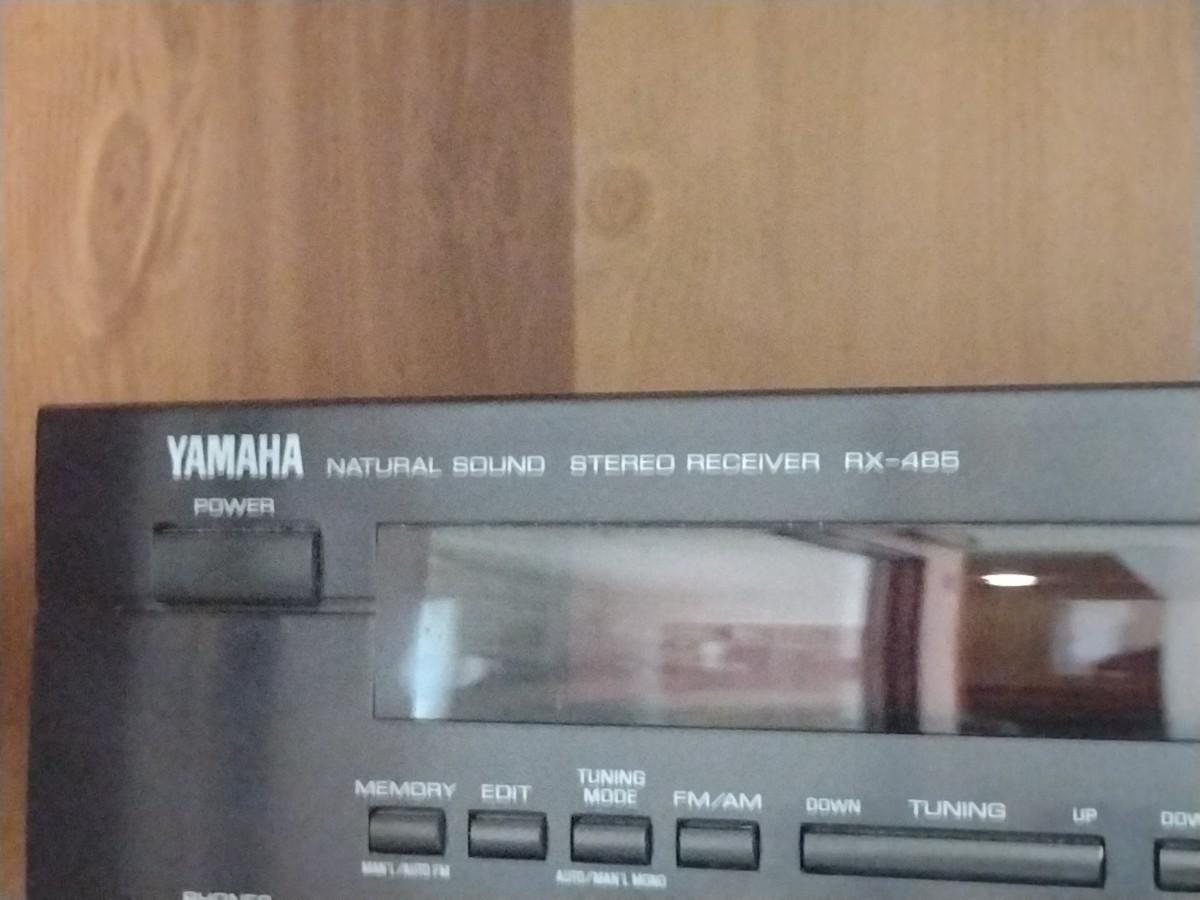 YAMAHA NATURAL SOUND STEREO RECEIVER RX-485
POWER
MEMORY EDIT TUNING MODE FM/AM DOWN TUNING UP
MAN'L/AUTO FM AUTO/MAN'L MONO
PHONES